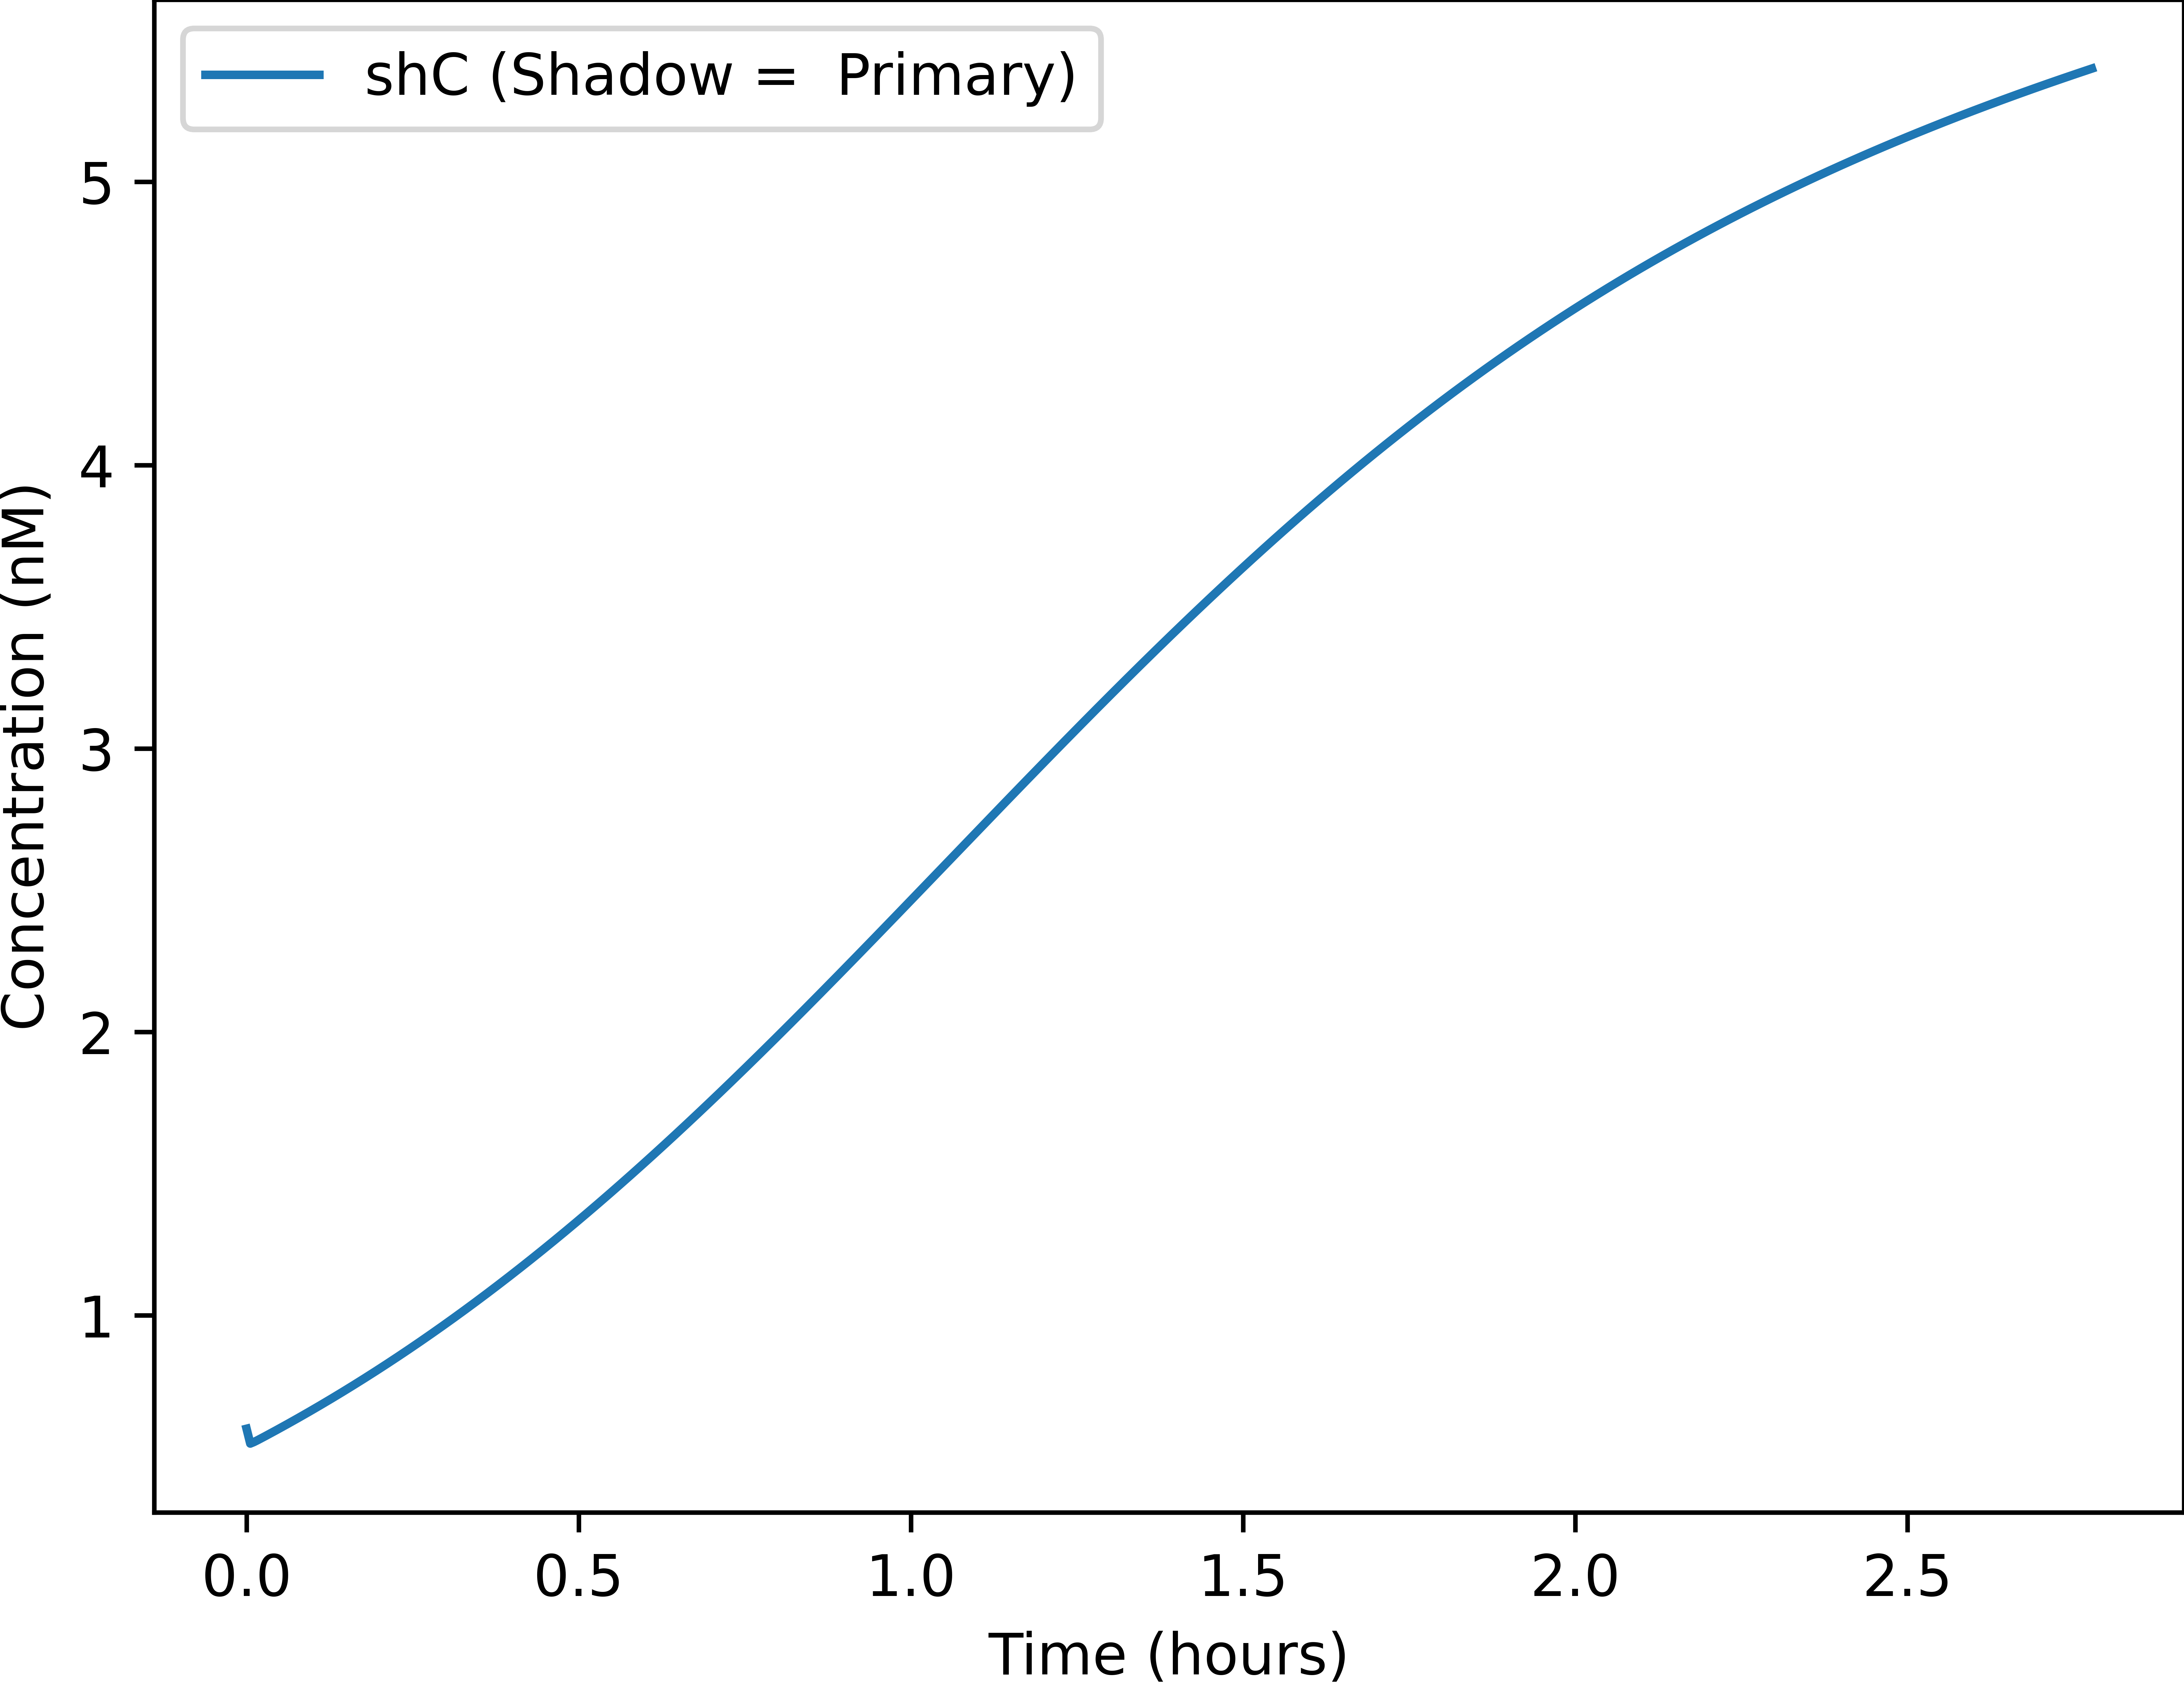 shC (Shadow =  Primary)
5
4
3
2
1
Concentration (nM)
0.0 0.5 1.0 1.5 2.0 2.5
Time (hours)